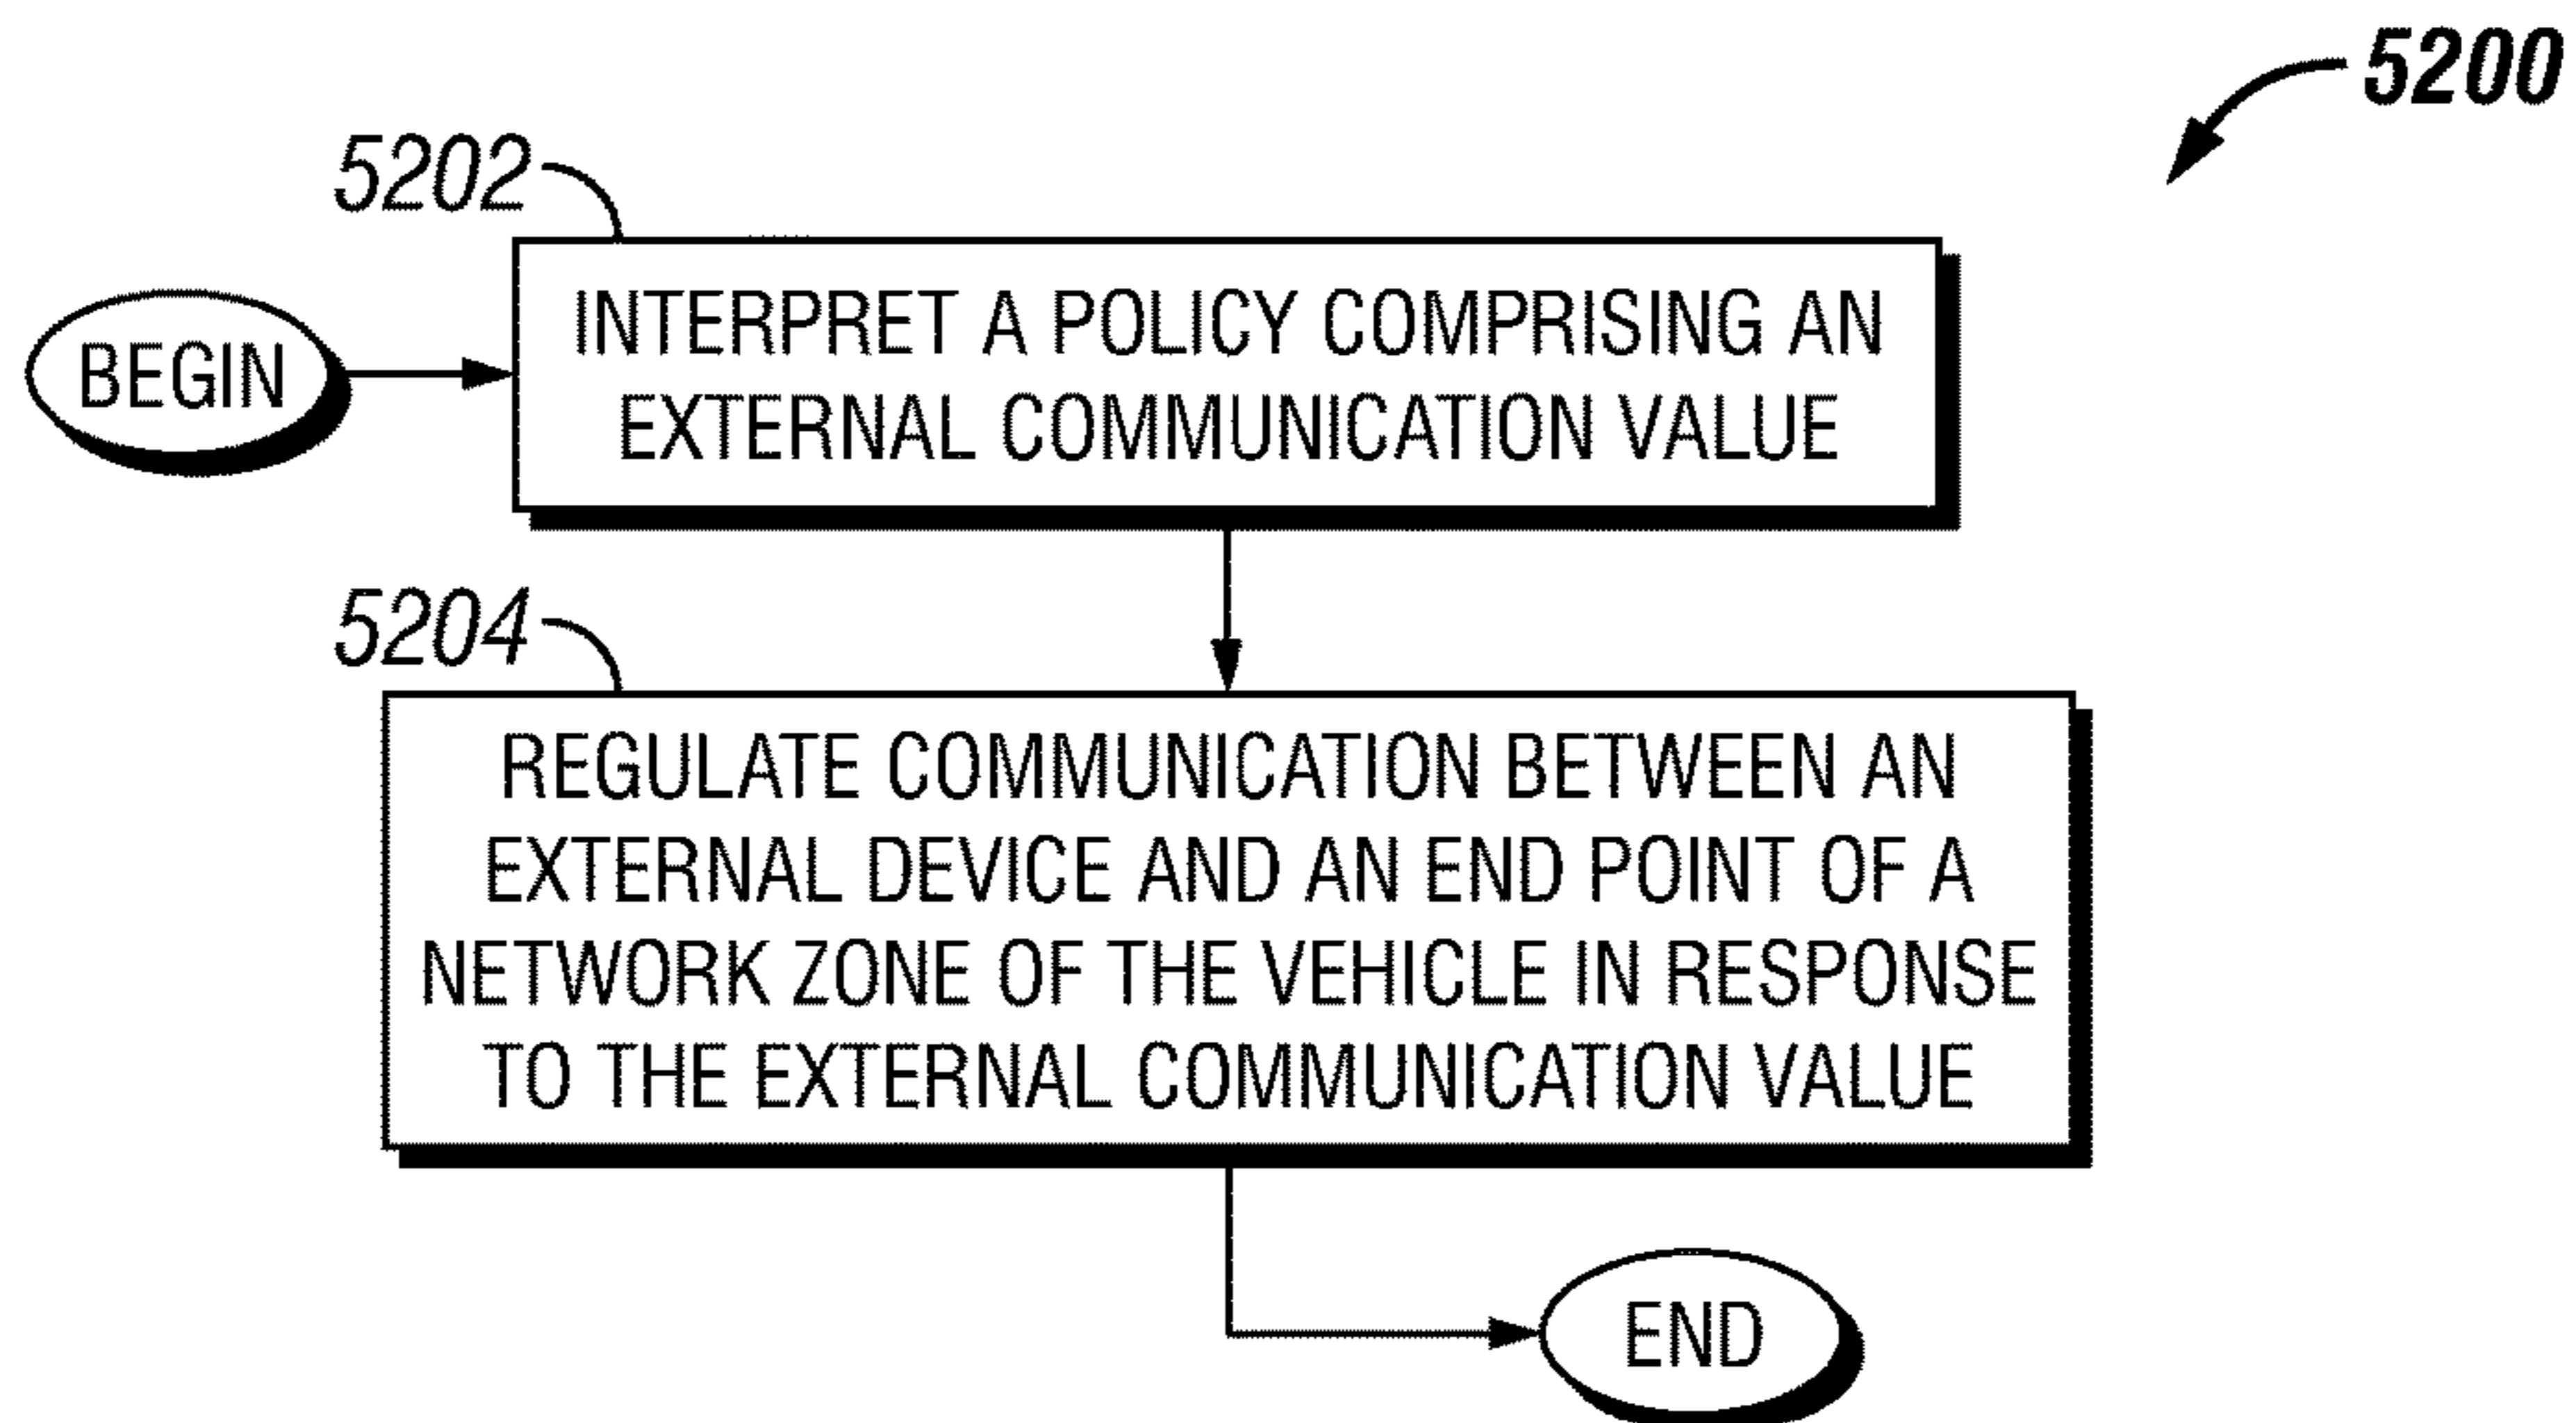 5200
5202
BEGIN
INTERPRET A POLICY COMPRISING AN
EXTERNAL COMMUNICATION VALUE
5204
REGULATE COMMUNICATION BETWEEN AN
EXTERNAL DEVICE AND AN END POINT OF A
NETWORK ZONE OF THE VEHICLE IN RESPONSE
TO THE EXTERNAL COMMUNICATION VALUE
END